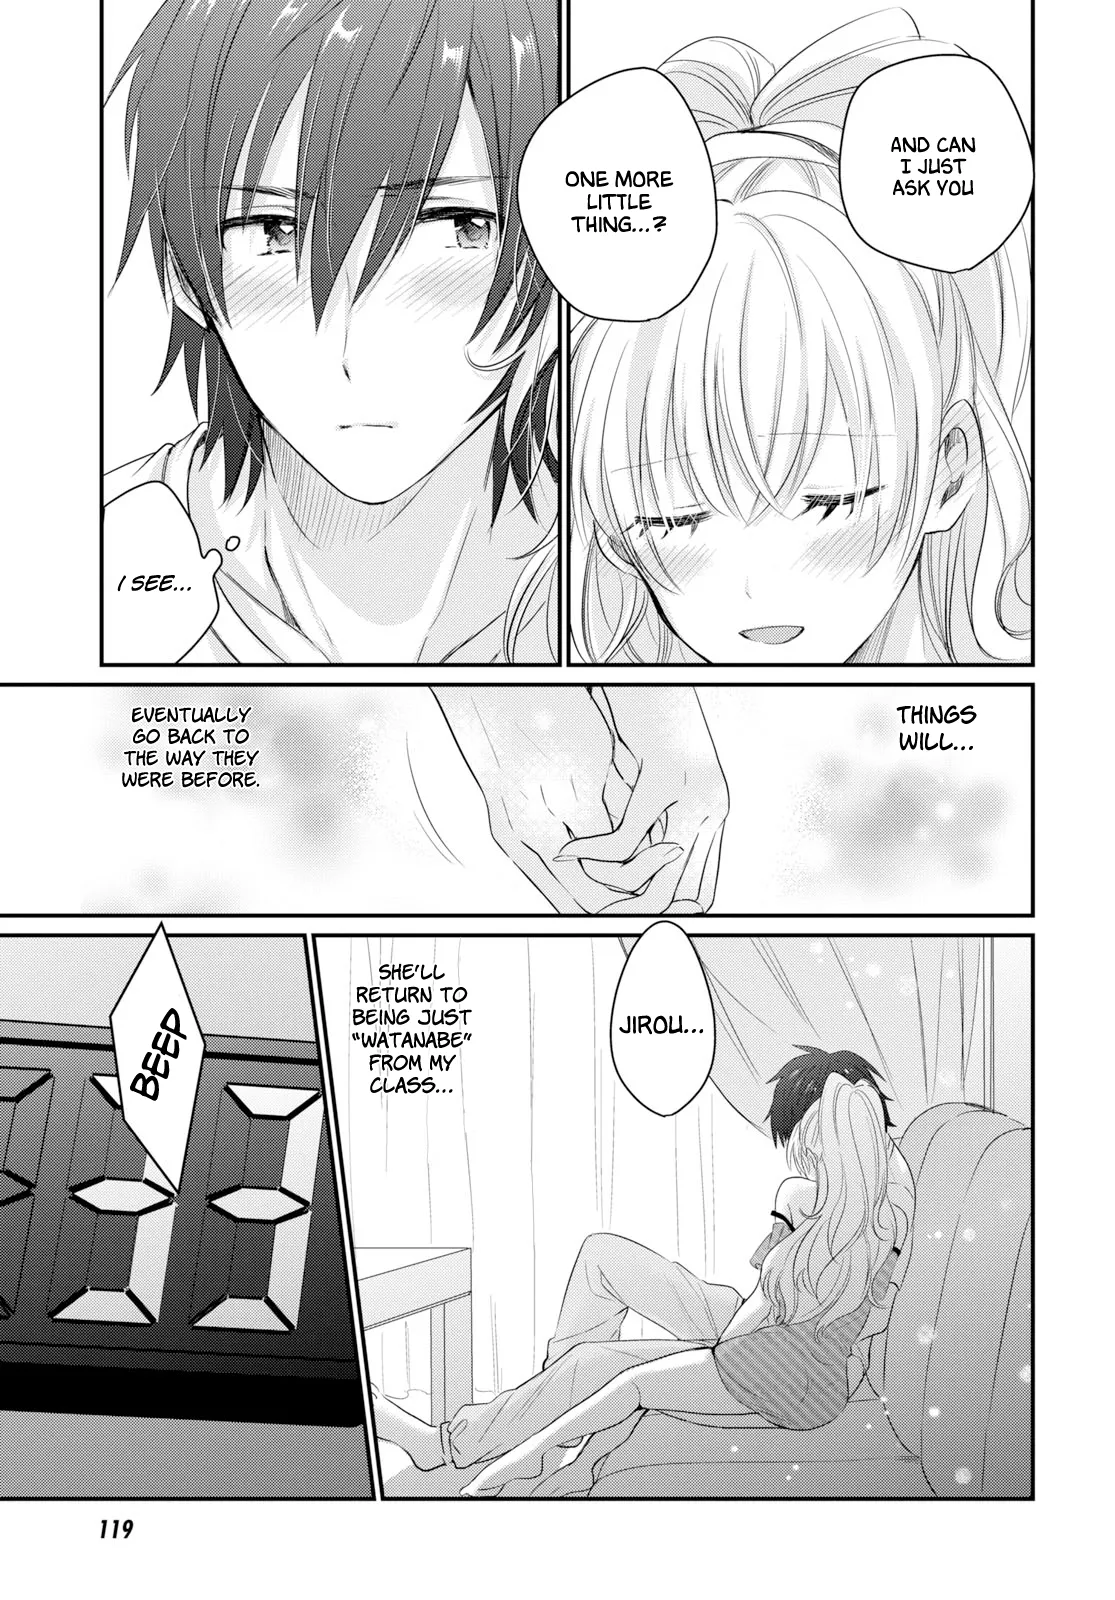 AND CAN
I JUST
ASK YOU
ONE MORE
LITTLE
THING...?
I SEE...
THINGS
WILL...
EVENTUALLY
GO BACK TO
THE WAY THEY
WERE BEFORE.
JIROU...
SHE'LL
RETURN TO
BEING JUST
"WATANABE"
FROM MY
CLASS...
BEEP
119